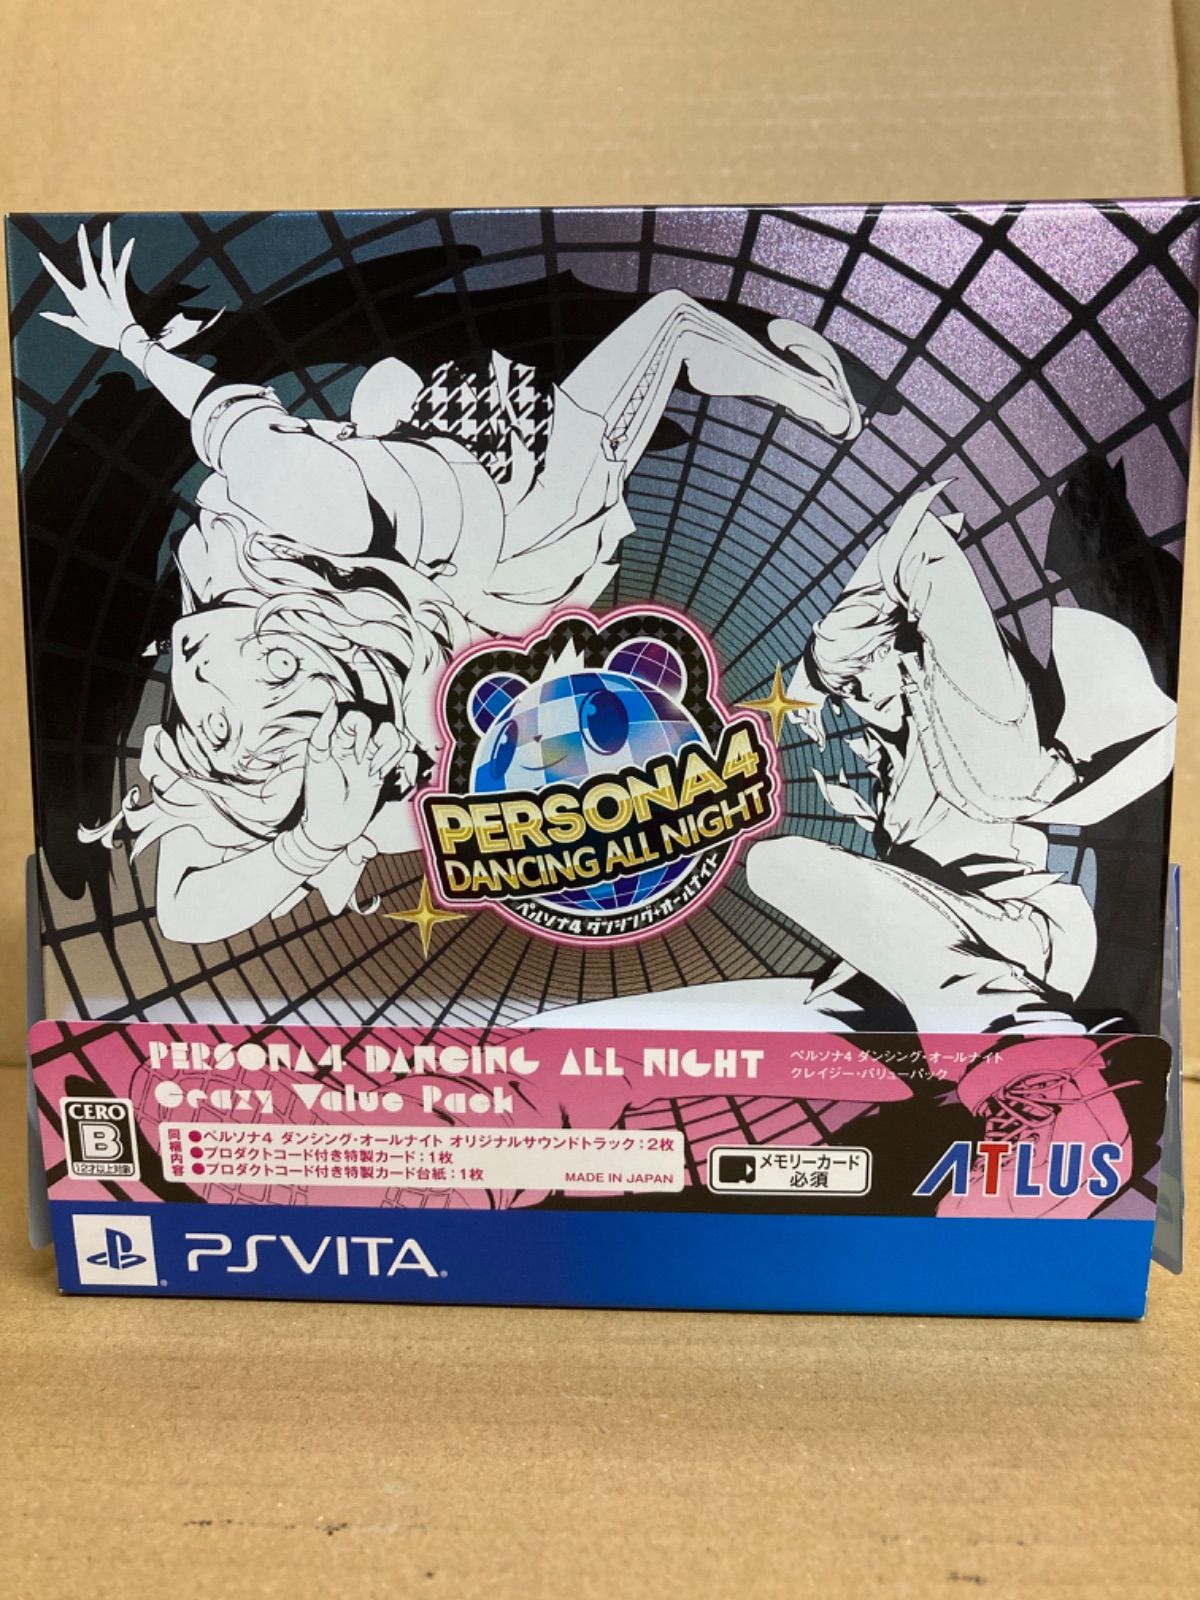 PERSONA4
DANCING ALL NIGHT
ペルソナ4 ダンシング・オールナイト
PERSONA4 DANCING ALL NIGHT
Crazy Value Pack
ペルソナ4 ダンシング・オールナイト
クレイジー・バリューパック
CERO
B
12才以上対象
同梱内容
●ペルソナ4 ダンシング・オールナイト オリジナルサウンドトラック:2枚
●プロダクトコード付き特製カード:1枚
●プロダクトコード付き特製カード台紙:1枚
MADE IN JAPAN
メモリーカード
必須
ATLUS
PSVITA